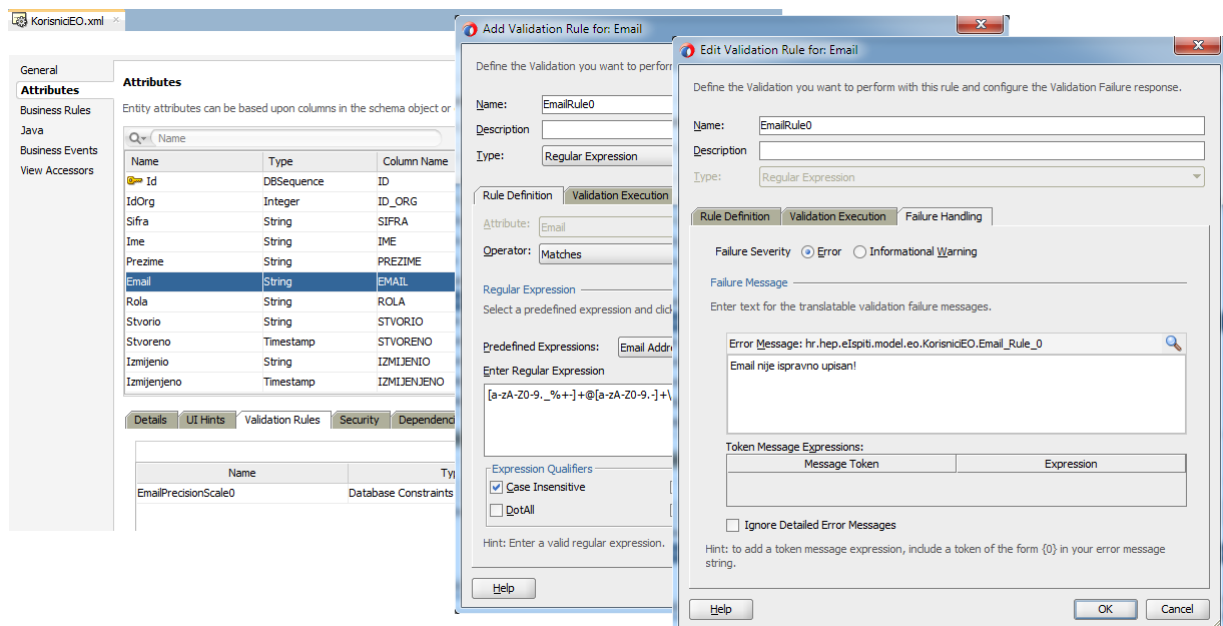 KorisniciEO.xml
General
Attributes
Business Rules
Java
Business Events
View Accessors
Attributes
Entity attributes can be based upon columns in the schema object or
Name
Name Type Column Name
Id DBSequence ID
IdOrg Integer ID_ORG
Sifra String SIFRA
Ime String IME
Prezime String PREZIME
Email String EMAIL
Rola String ROLA
Stvorio String STVORIO
Stvoreno Timestamp STVORENO
Izmijenio String IZMIJENIO
Izmijenjeno Timestamp IZMIJENJENO
Details UI Hints Validation Rules Security Dependenc
Name Ty
EmailPrecisionScale0 Database Constraints
Add Validation Rule for: Email
Define the Validation you want to perfor
Name: EmailRule0
Description
Type: Regular Expression
Rule Definition Validation Execution
Attribute: Email
Operator: Matches
Regular Expression
Select a predefined expression and clic
Predefined Expressions: Email Addr
Enter Regular Expression
[a-zA-Z0-9._%+-]+@[a-zA-Z0-9.-]+\
Expression Qualifiers
Case Insensitive
DotAll
Hint: Enter a valid regular expression.
Help
Edit Validation Rule for: Email
Define the Validation you want to perform with this rule and configure the Validation Failure response.
Name: EmailRule0
Description
Type: Regular Expression
Rule Definition Validation Execution Failure Handling
Failure Severity Error Informational Warning
Failure Message
Enter text for the translatable validation failure messages.
Error Message: hr.hep.eIspiti.model.eo.KorisniciEO.Email_Rule_0
Email nije ispravno upisan!
Token Message Expressions:
Message Token Expression
Ignore Detailed Error Messages
Hint: to add a token message expression, include a token of the form {0} in your error message
string.
Help OK Cancel